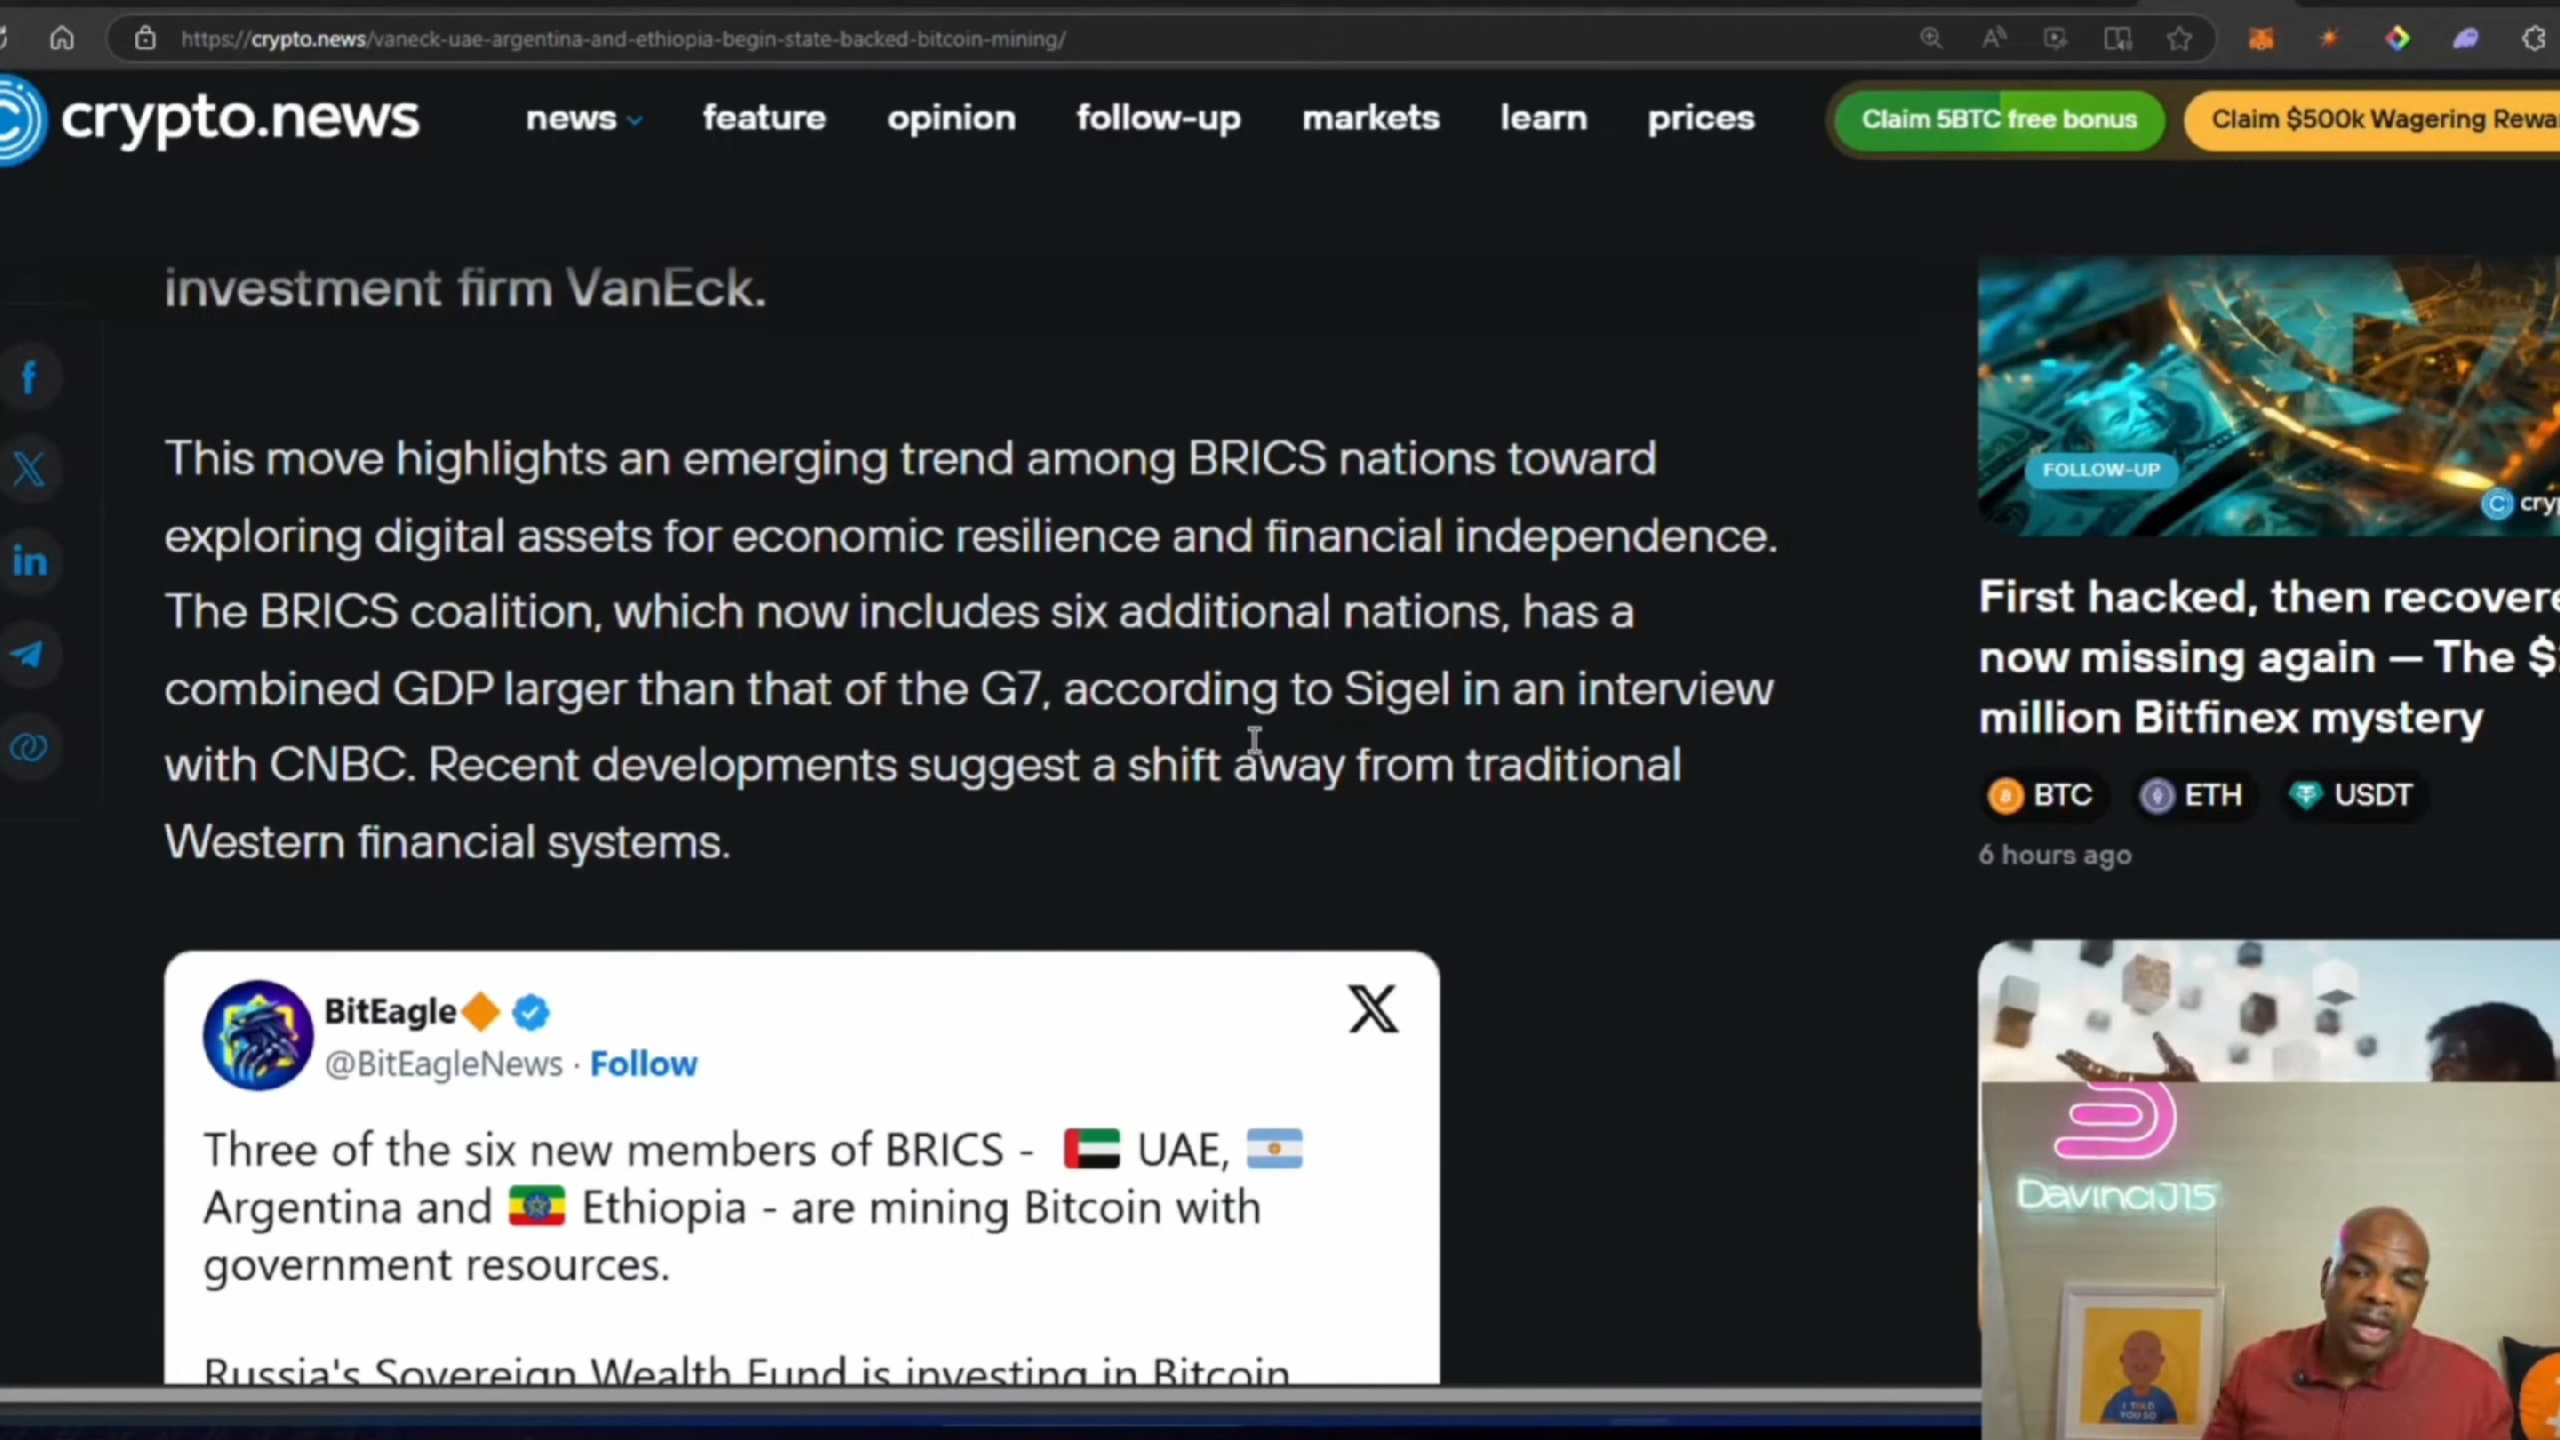 https://crypto.news/vaneck-uae-argentina-and-ethiopia-begin-state-backed-bitcoin-mining/
crypto.news
news
feature
opinion
follow-up
markets
learn
prices
Claim 5BTC free bonus
Claim $500k Wagering
investment firm VanEck.
This move highlights an emerging trend among BRICS nations toward
exploring digital assets for economic resilience and financial independence.
The BRICS coalition, which now includes six additional nations, has a
combined GDP larger than that of the G7, according to Sigel in an interview
with CNBC. Recent developments suggest a shift away from traditional
Western financial systems.
BitEagle
@BitEagleNews · Follow
Three of the six new members of BRICS - UAE,
Argentina and Ethiopia - are mining Bitcoin with
government resources.
Russia's Sovereign Wealth Fund is investing in Bitcoin
FOLLOW-UP
First hacked, then
now missing again — The
million Bitfinex mystery
BTC ETH USDT
6 hours ago
DavinciJ15
I TOLD
YOU SO